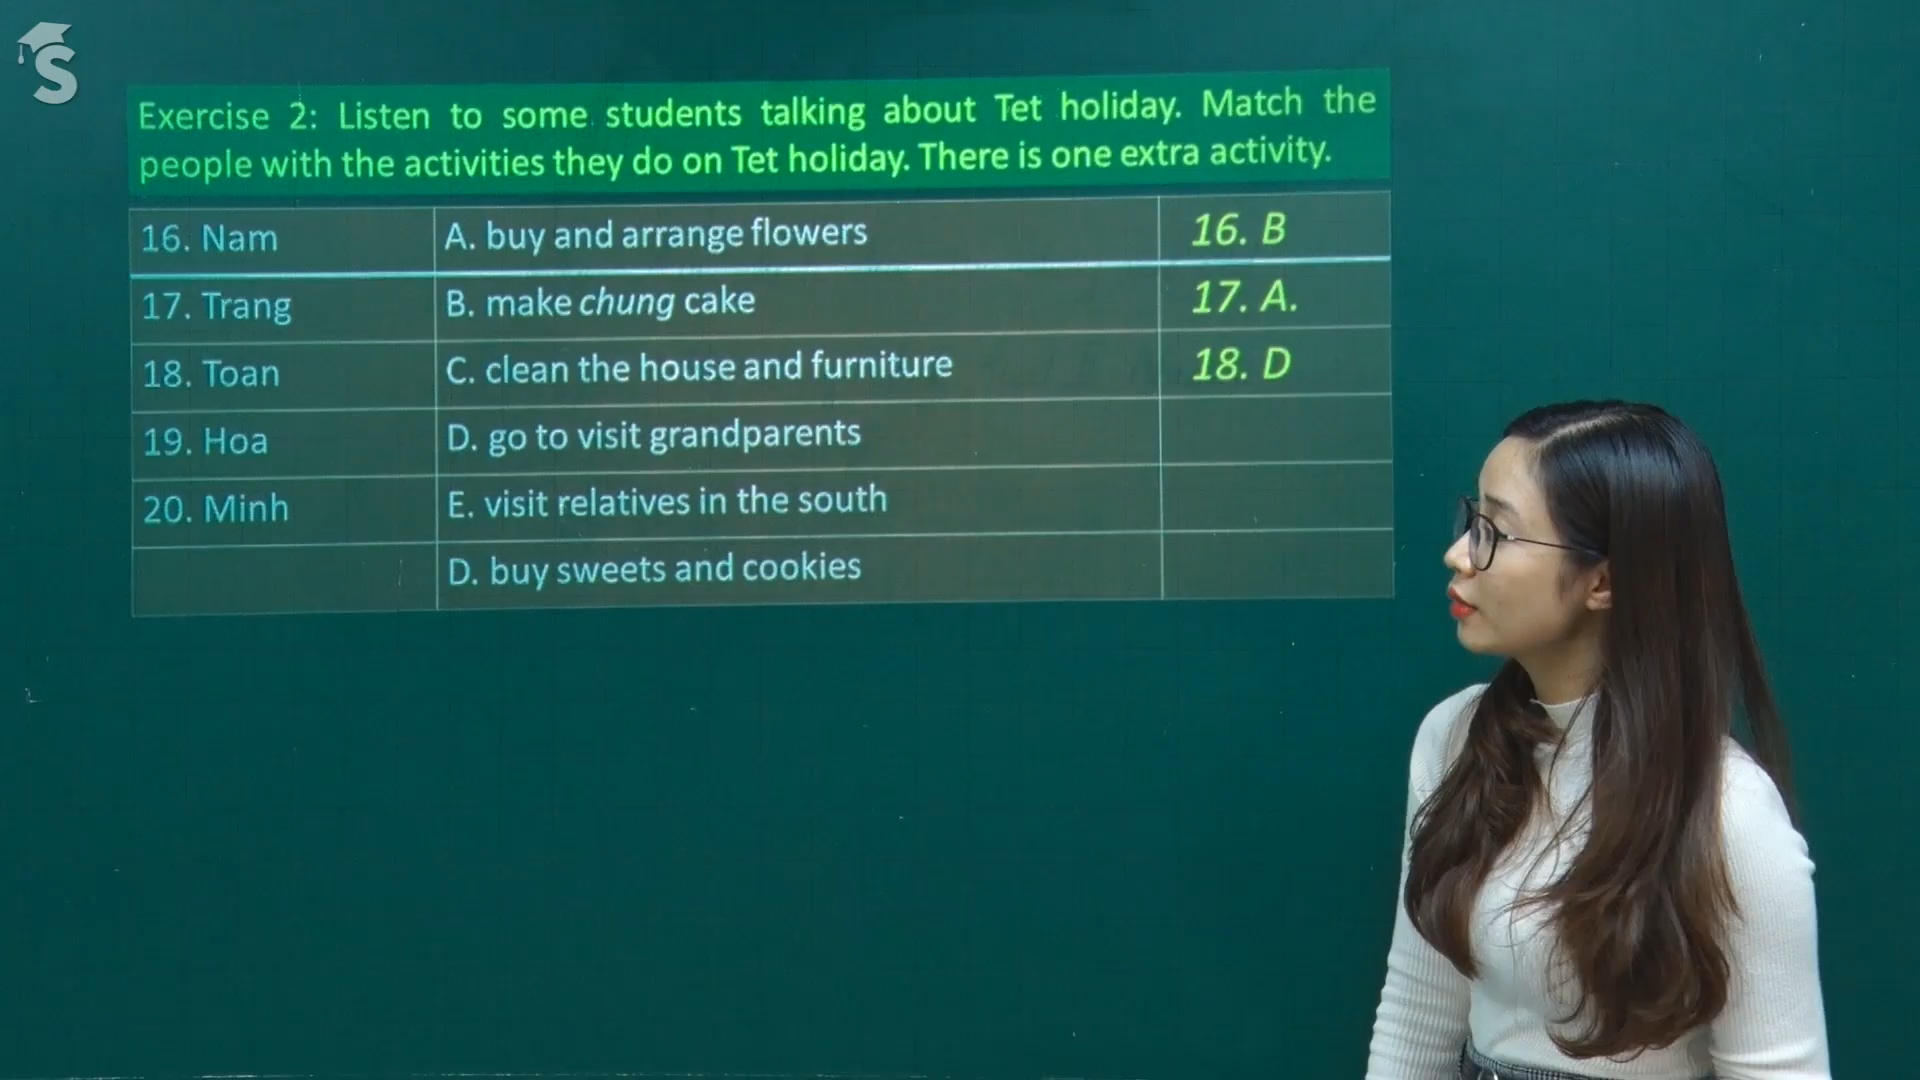 S
Exercise 2: Listen to some students talking about Tet holiday. Match the
people with the activities they do on Tet holiday. There is one extra activity.
16. Nam A. buy and arrange flowers 16. B
17. Trang B. make chung cake 17. A.
18. Toan C. clean the house and furniture 18. D
19. Hoa D. go to visit grandparents
20. Minh E. visit relatives in the south
D. buy sweets and cookies